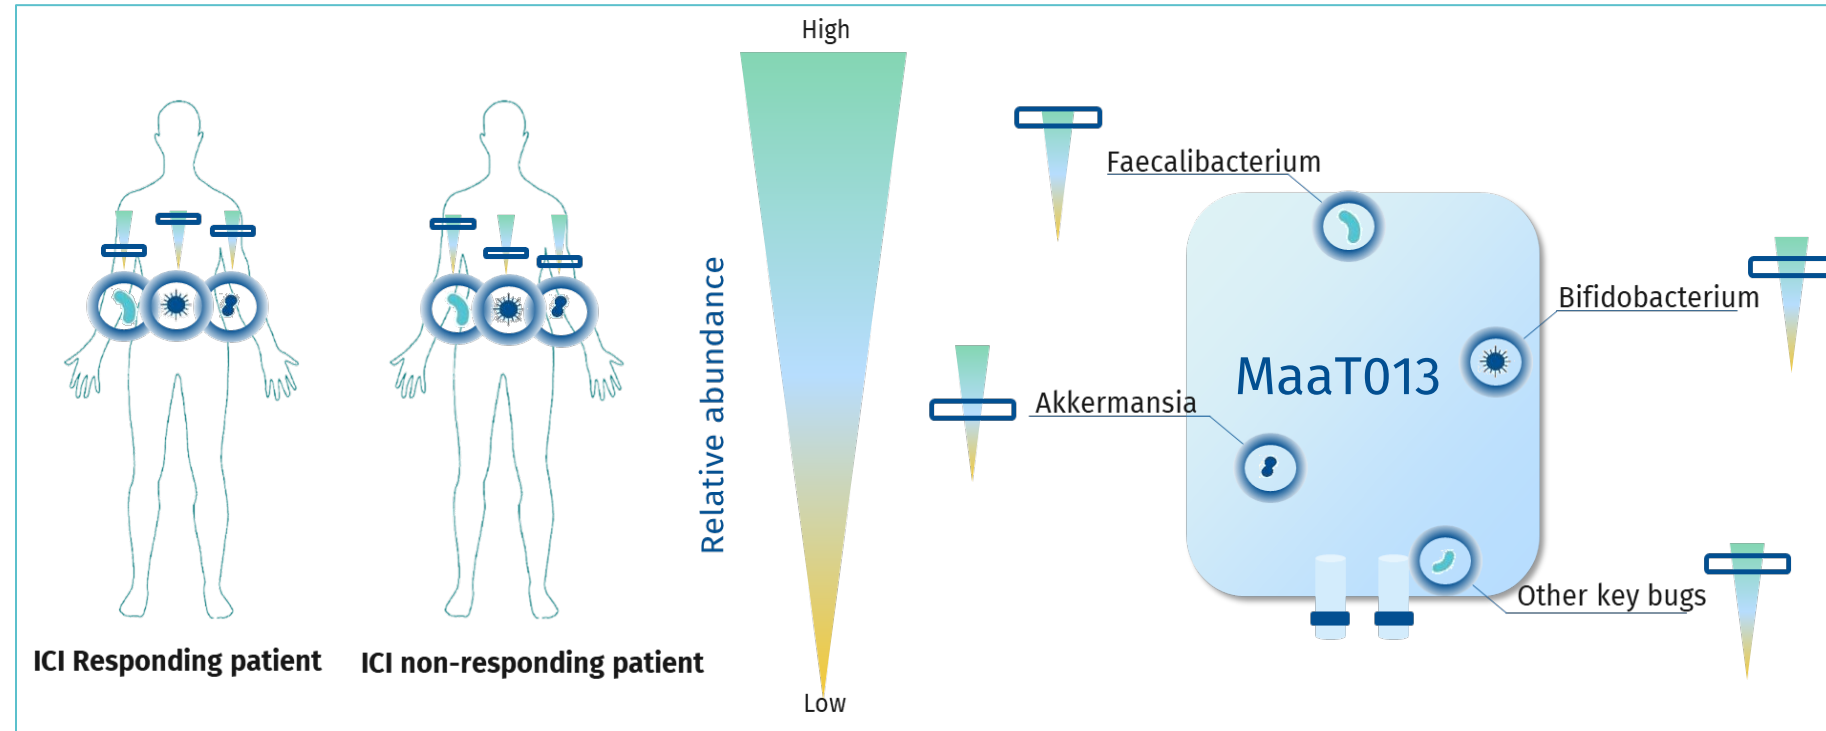 High
Faecalibacterium
Bifidobacterium
MaaT013
Akkermansia
Relative abundance
Other key bugs
ICI Responding patient
ICI non-responding patient
Low